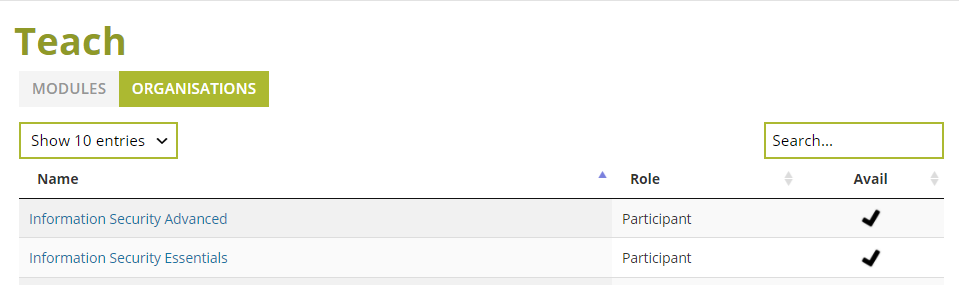 Teach
MODULES ORGANISATIONS
Show 10 entries Search...
Name Role Avail
Information Security Advanced Participant
Information Security Essentials Participant